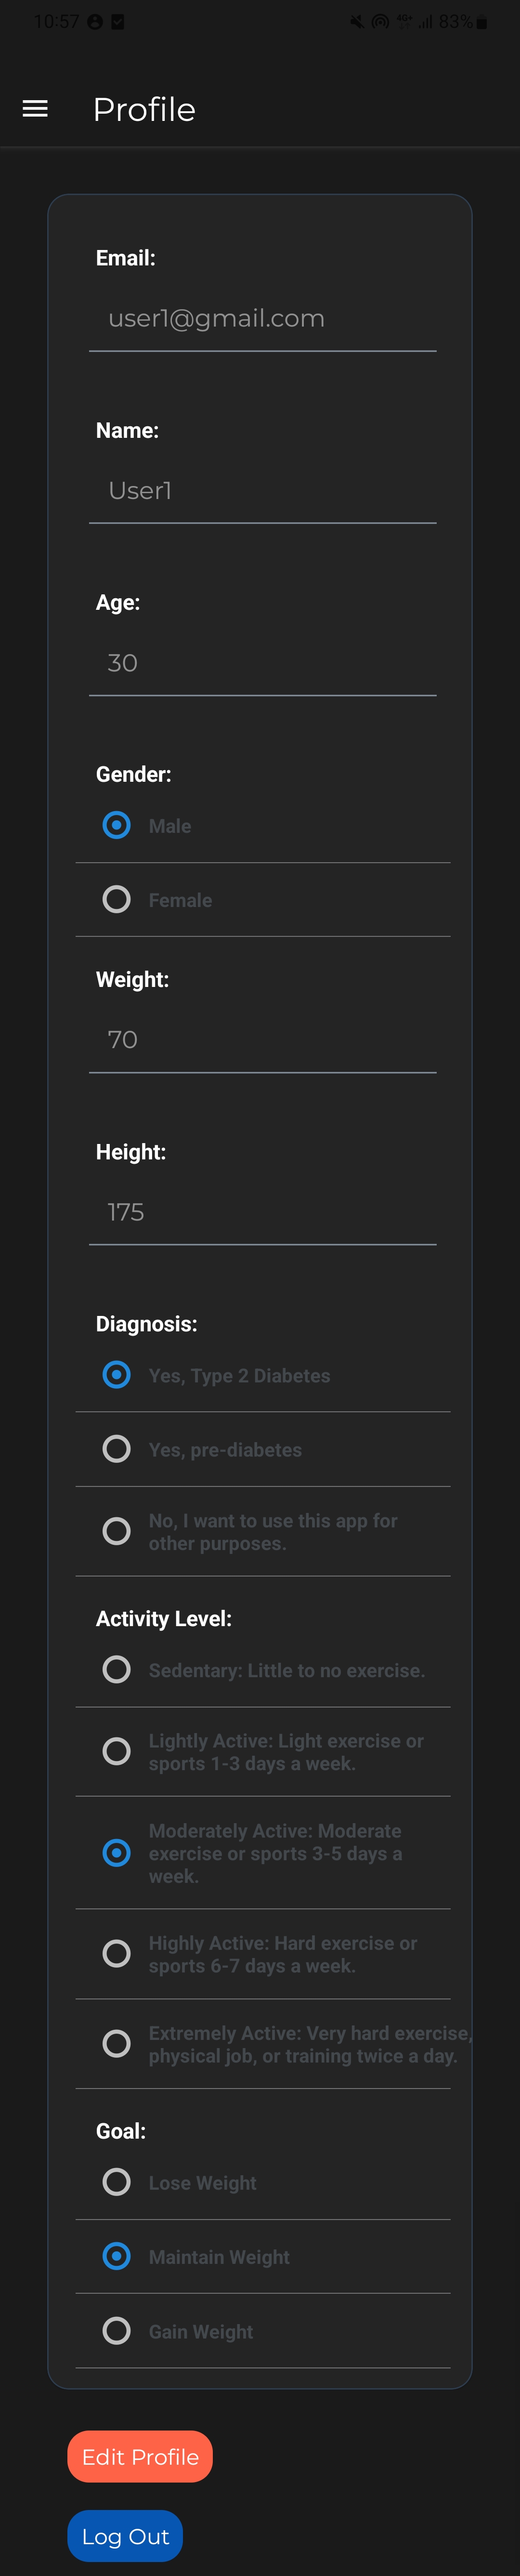 10:57
4G+ 83%
Profile
Email:
user1@gmail.com
Name:
User1
Age:
30
Gender:
Male
Female
Weight:
70
Height:
175
Diagnosis:
Yes, Type 2 Diabetes
Yes, pre-diabetes
No, I want to use this app for
other purposes.
Activity Level:
Sedentary: Little to no exercise.
Lightly Active: Light exercise or
sports 1-3 days a week.
Moderately Active: Moderate
exercise or sports 3-5 days a
week.
Highly Active: Hard exercise or
sports 6-7 days a week.
Extremely Active: Very hard exercise,
physical job, or training twice a day.
Goal:
Lose Weight
Maintain Weight
Gain Weight
Edit Profile
Log Out